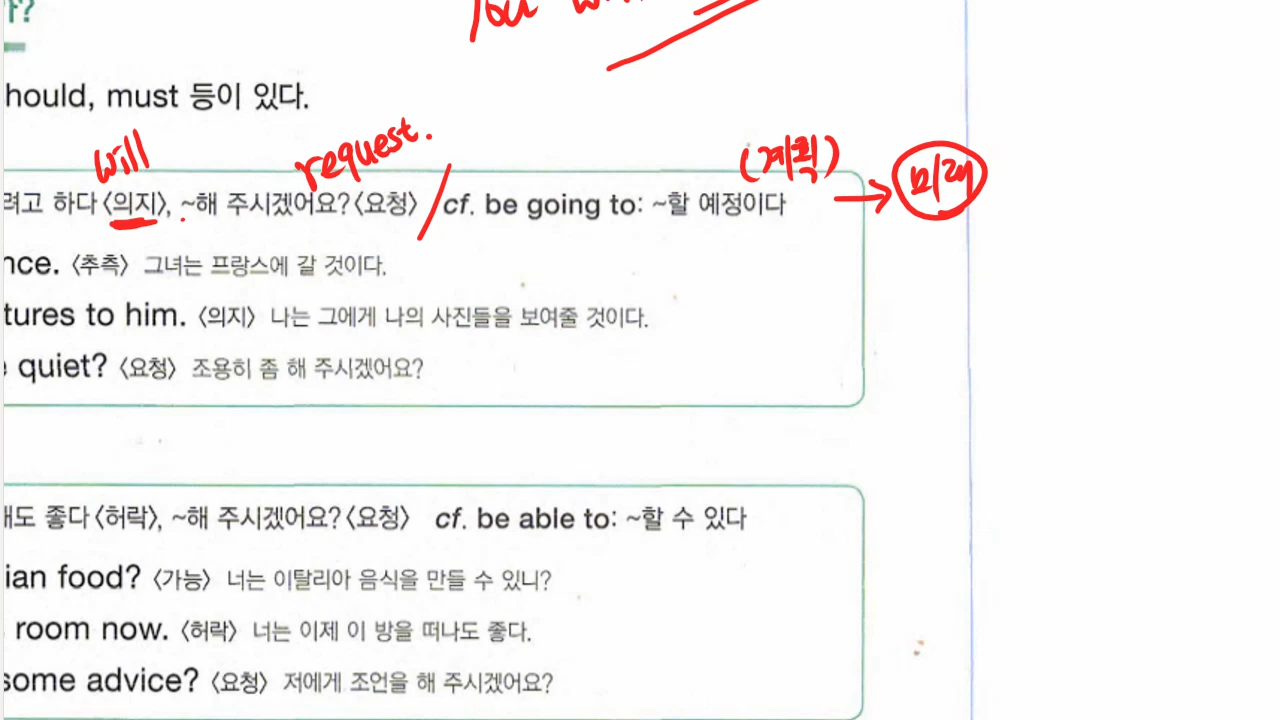 ?
You
hould, must 등이 있다.
will request. (계획)
려고 하다〈의지〉, ~해 주시겠어요?〈요청〉 / cf. be going to: ~할 예정이다 → 미래
nce. 〈추측〉 그녀는 프랑스에 갈 것이다.
tures to him. 〈의지〉 나는 그에게 나의 사진들을 보여줄 것이다.
quiet? 〈요청〉 조용히 좀 해 주시겠어요?
도 좋다〈허락〉, ~해 주시겠어요?〈요청〉 cf. be able to: ~할 수 있다
ian food? 〈가능〉 너는 이탈리아 음식을 만들 수 있니?
room now. 〈허락〉 너는 이제 이 방을 떠나도 좋다.
some advice? 〈요청〉 저에게 조언을 해 주시겠어요?